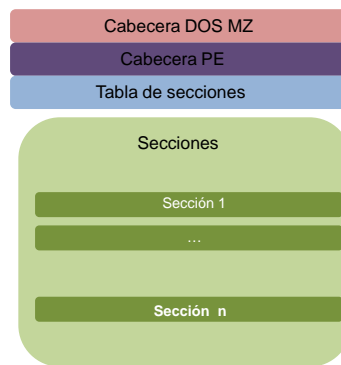 Cabecera DOS MZ
Cabecera PE
Tabla de secciones
Secciones
Sección 1
...
Sección n